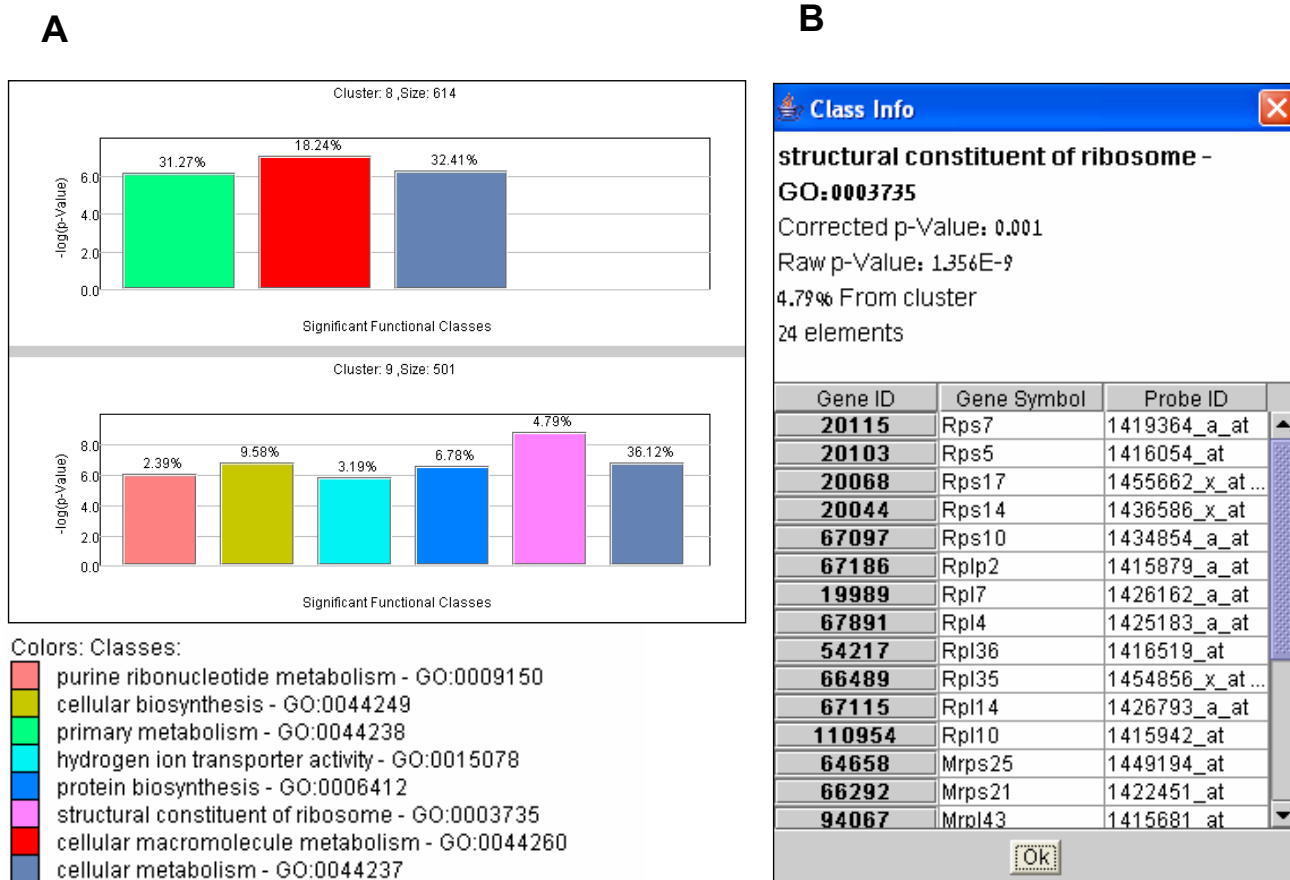 A
B
Cluster: 8 ,Size: 614
31.27%
18.24%
32.41%
6.0
4.0
2.0
0.0
-log(p-Value)
Significant Functional Classes
Cluster: 9 ,Size: 501
2.39%
9.58%
3.19%
6.78%
4.79%
36.12%
8.0
6.0
4.0
2.0
0.0
-log(p-Value)
Significant Functional Classes
Colors: Classes:
purine ribonucleotide metabolism - GO:0009150
cellular biosynthesis - GO:0044249
primary metabolism - GO:0044238
hydrogen ion transporter activity - GO:0015078
protein biosynthesis - GO:0006412
structural constituent of ribosome - GO:0003735
cellular macromolecule metabolism - GO:0044260
cellular metabolism - GO:0044237
Class Info
structural constituent of ribosome -
GO:0003735
Corrected p-Value: 0.001
Raw p-Value: 1.356E-9
4.79% From cluster
24 elements
Gene ID Gene Symbol Probe ID
20115 Rps7 1419364_a_at
20103 Rps5 1416054_at
20068 Rps17 1455662_x_at...
20044 Rps14 1436586_x_at
67097 Rps10 1434854_a_at
67186 Rplp2 1415879_a_at
19989 Rpl7 1426162_a_at
67891 Rpl4 1425183_a_at
54217 Rpl36 1416519_at
66489 Rpl35 1454856_x_at...
67115 Rpl14 1426793_a_at
110954 Rpl10 1415942_at
64658 Mrps25 1449194_at
66292 Mrps21 1422451_at
94067 Mrpl43 1415681_at
Ok